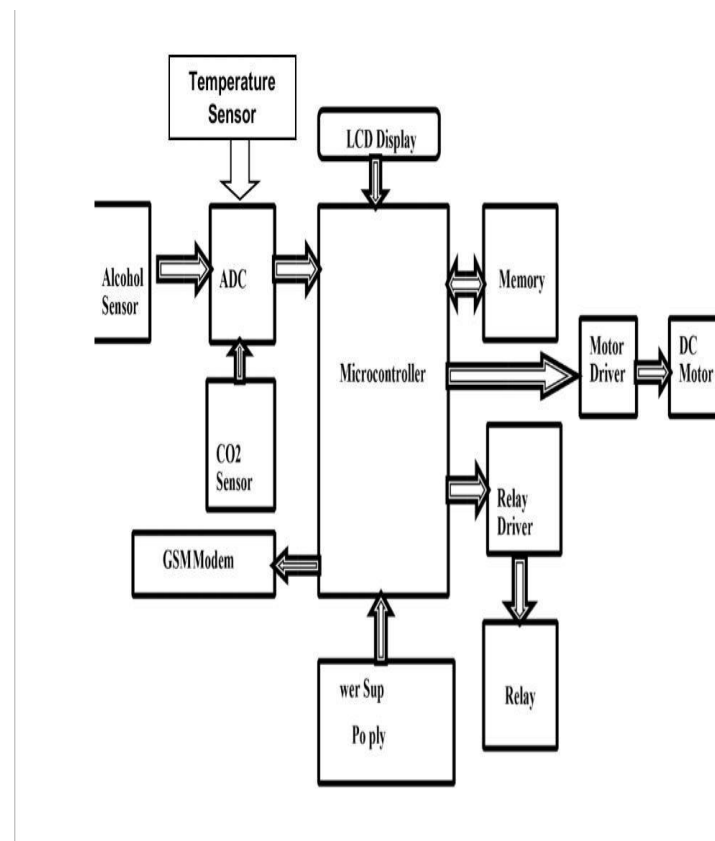 Temperature
Sensor
LCD Display
Alcohol
Sensor
ADC
Memory
Microcontroller
Motor
Driver
DC
Motor
CO2
Sensor
Relay
Driver
GSM Modem
wer Sup
Po ply
Relay